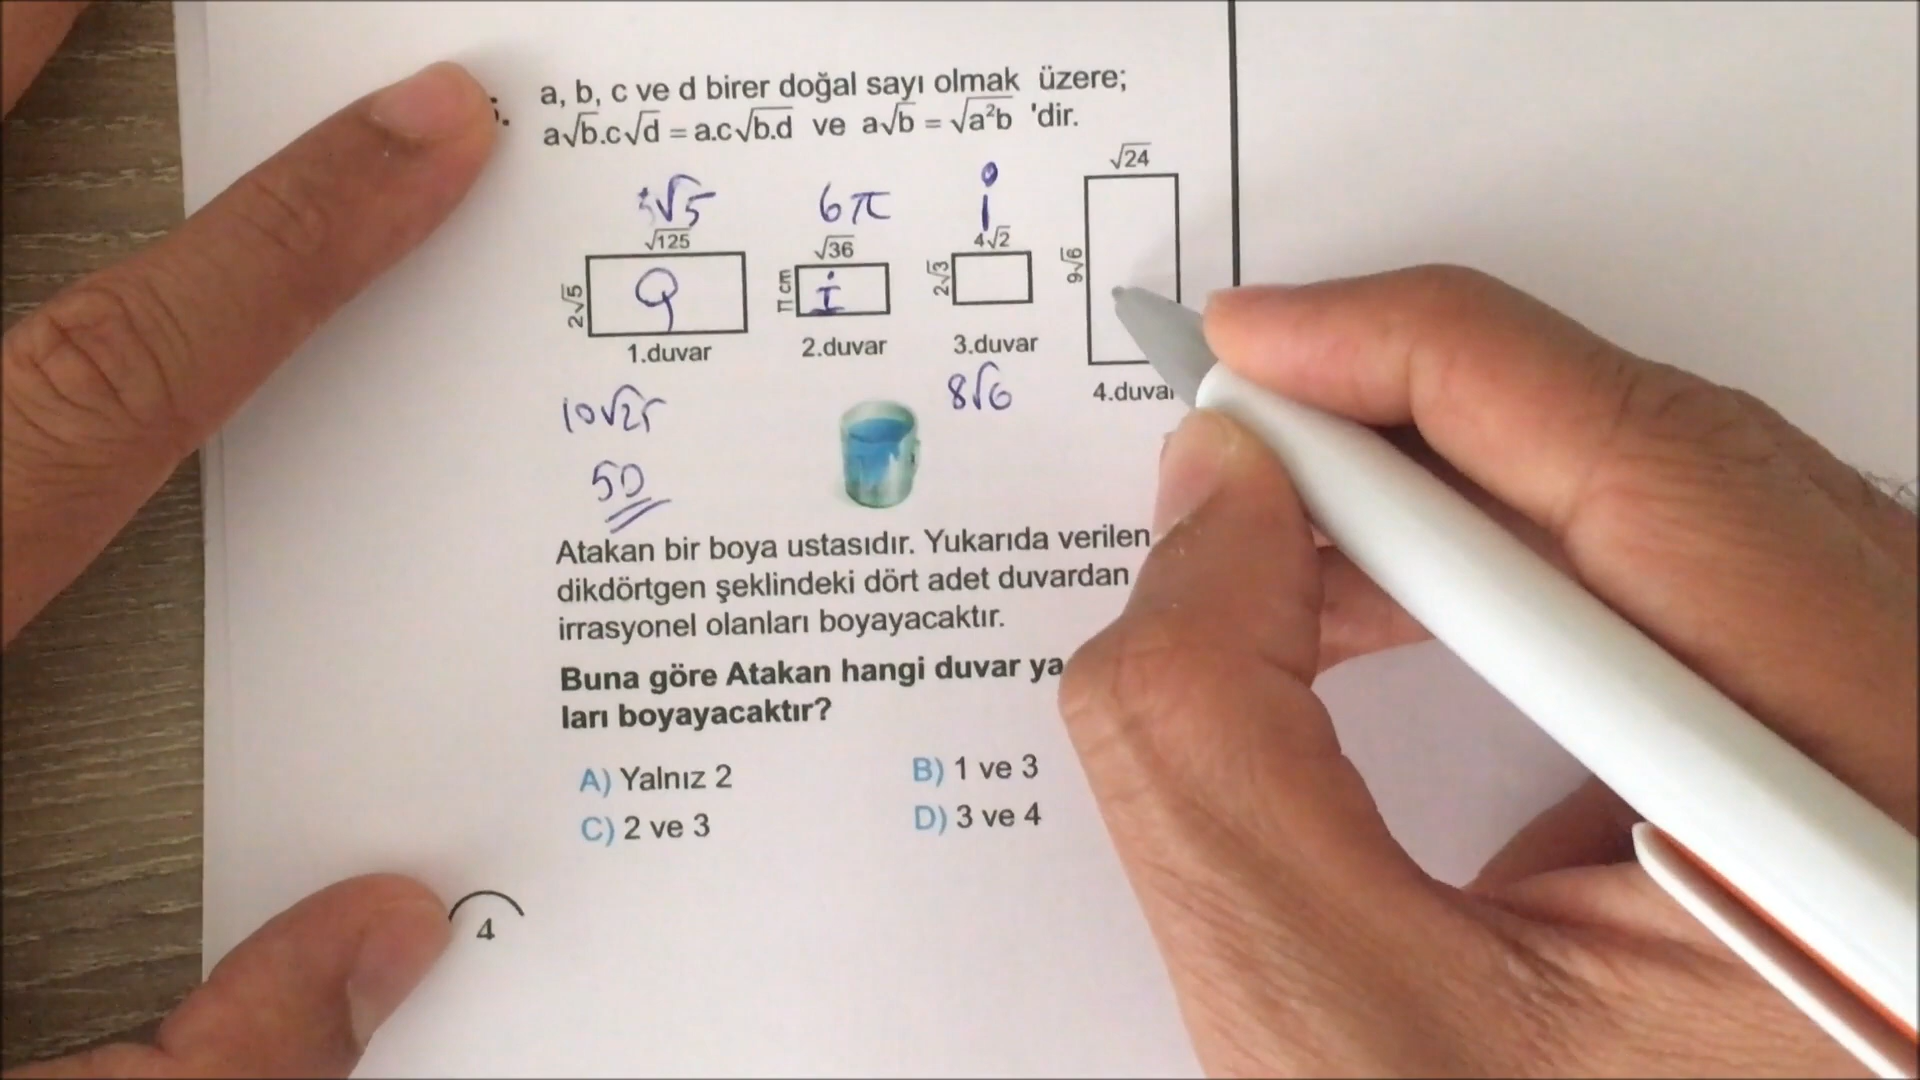 a, b, c ve d birer doğal sayı olmak üzere;
a√b.c√d = a.c√b.d ve a√b = √a²b 'dir.
√5
6π
i
√24
√125
√36
4√2
2√5
Q
π cm
İ
2√3
9√6
1.duvar
2.duvar
3.duvar
4.duva
10√25
8√6
50
Atakan bir boya ustasıdır. Yukarıda verilen
dikdörtgen şeklindeki dört adet duvardan
irrasyonel olanları boyayacaktır.
Buna göre Atakan hangi duvar ya
ları boyayacaktır?
A) Yalnız 2
B) 1 ve 3
C) 2 ve 3
D) 3 ve 4
4